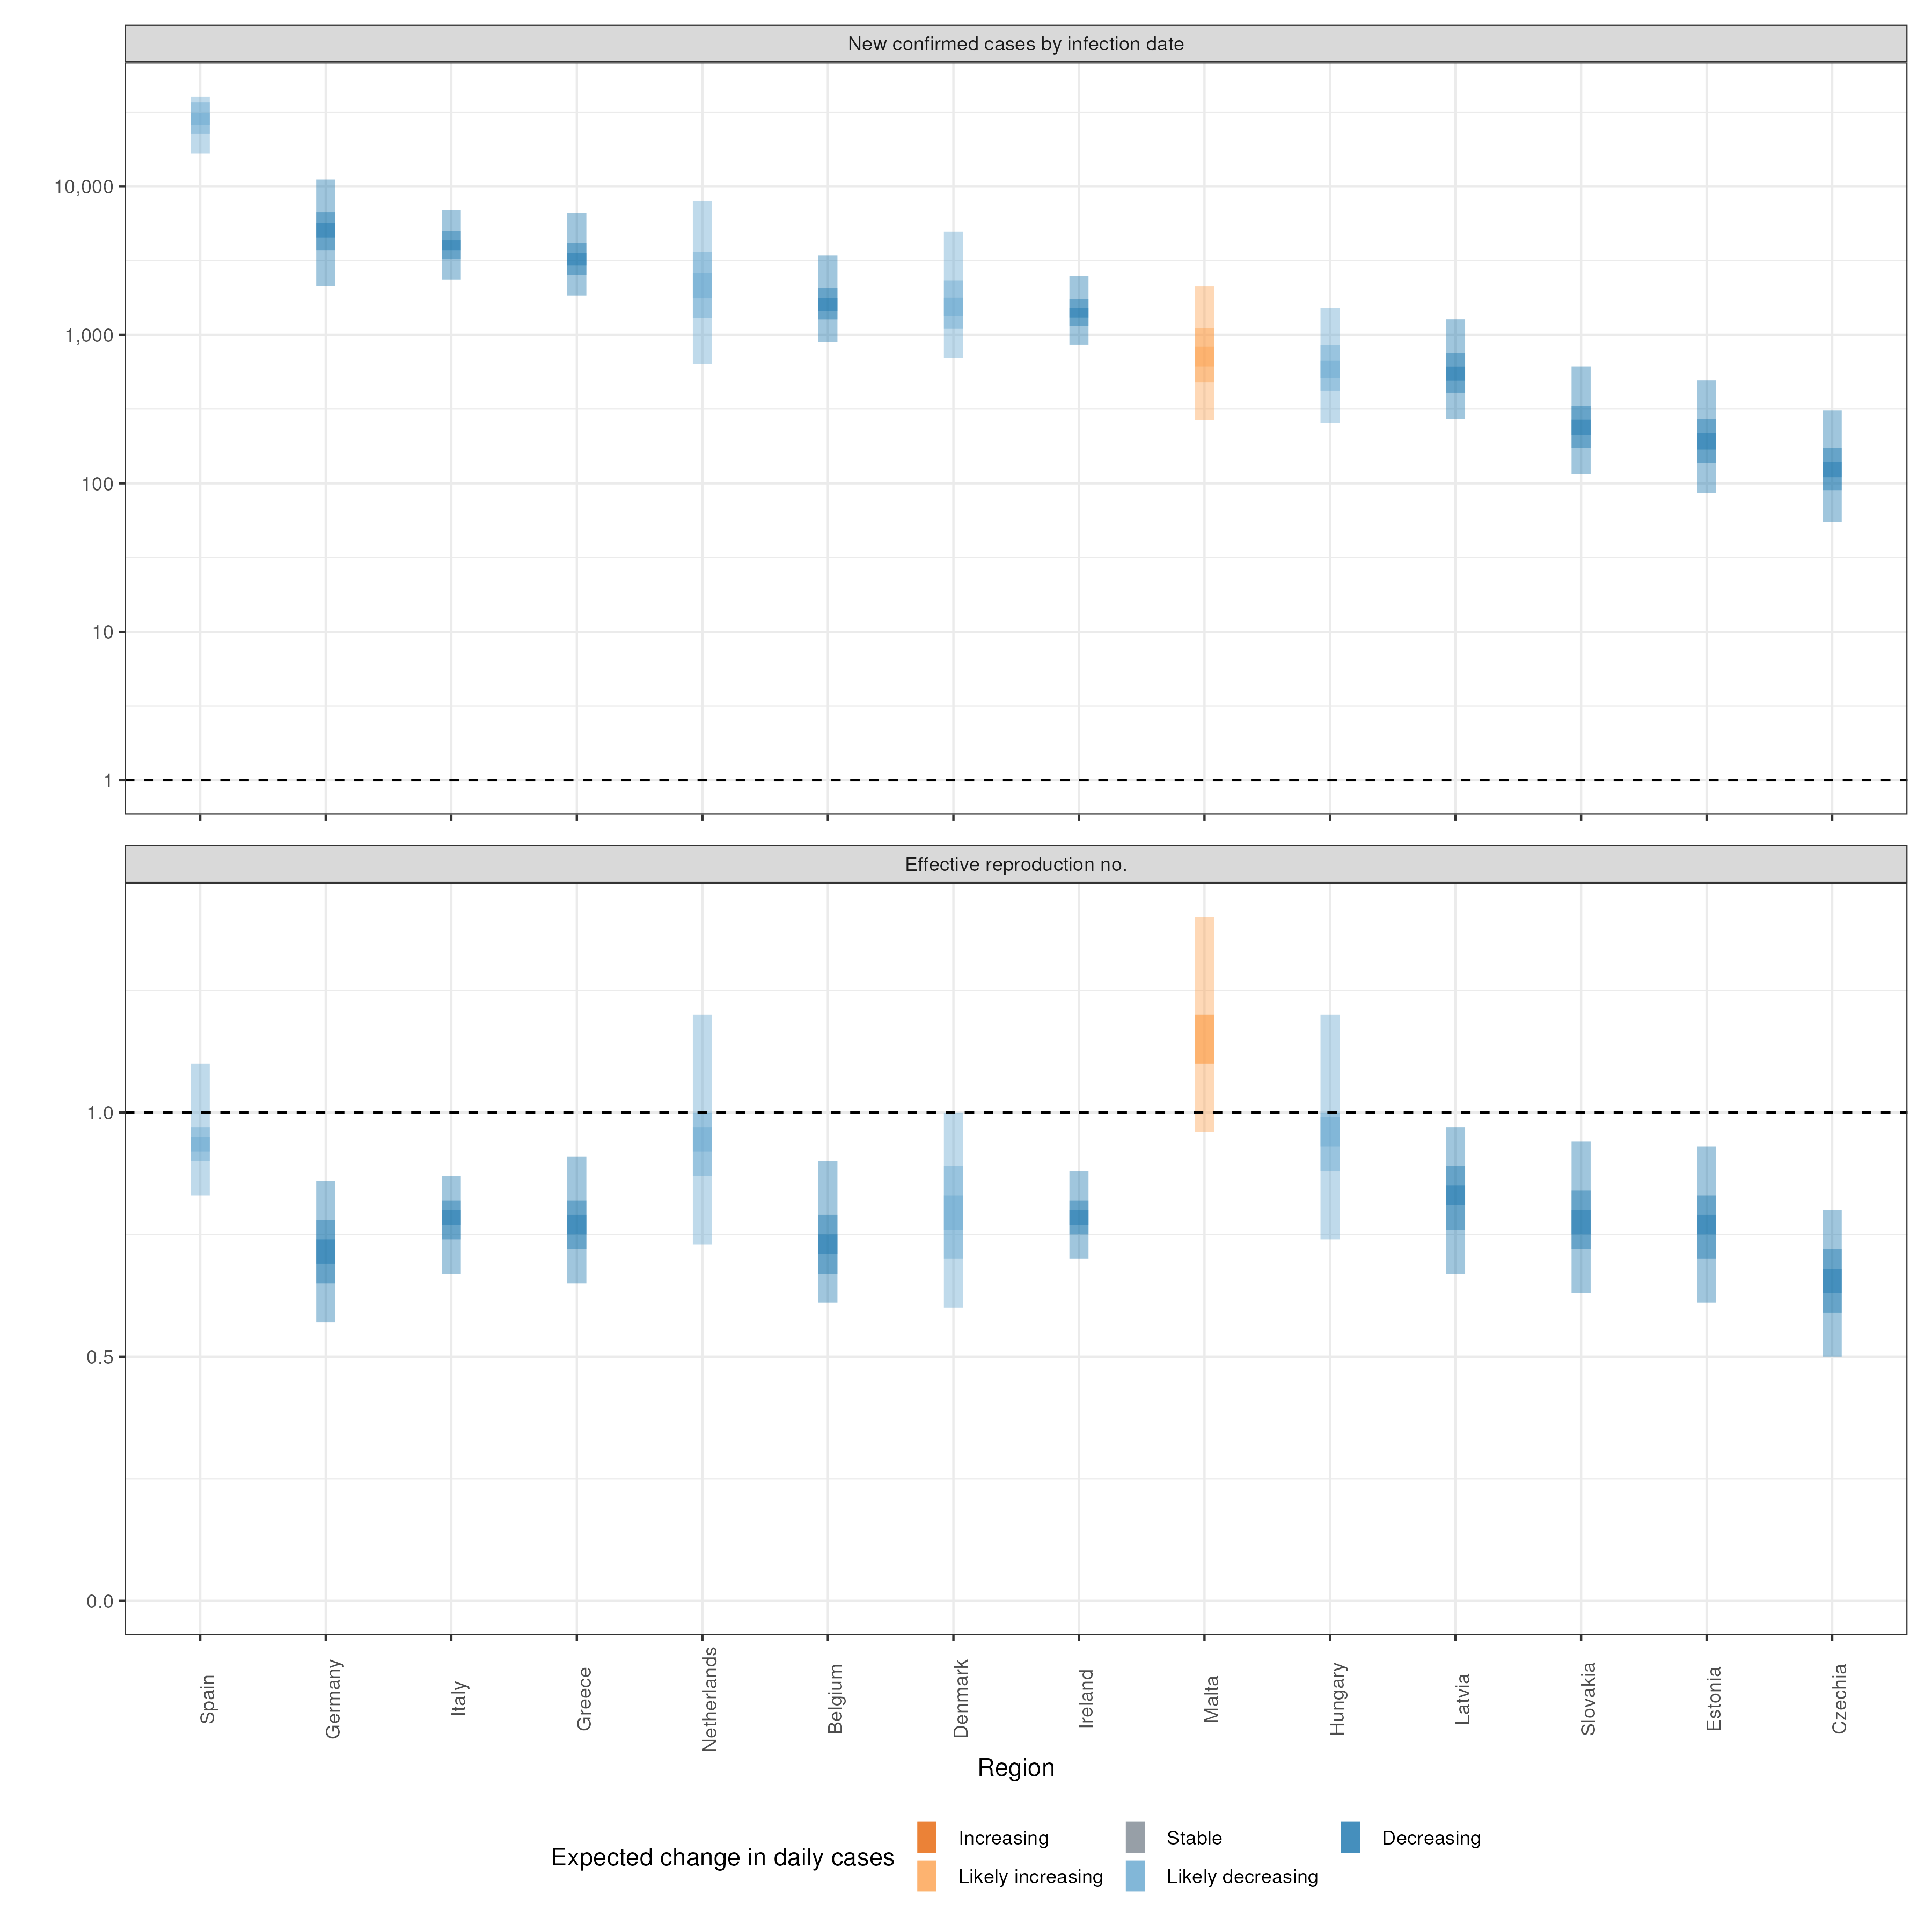 New confirmed cases by infection date
10,000
1,000
100
10
1
Effective reproduction no.
1.0
0.5
0.0
Spain
Germany
Italy
Greece
Netherlands
Belgium
Denmark
Ireland
Malta
Hungary
Latvia
Slovakia
Estonia
Czechia
Region
Expected change in daily cases
Increasing
Stable
Decreasing
Likely increasing
Likely decreasing